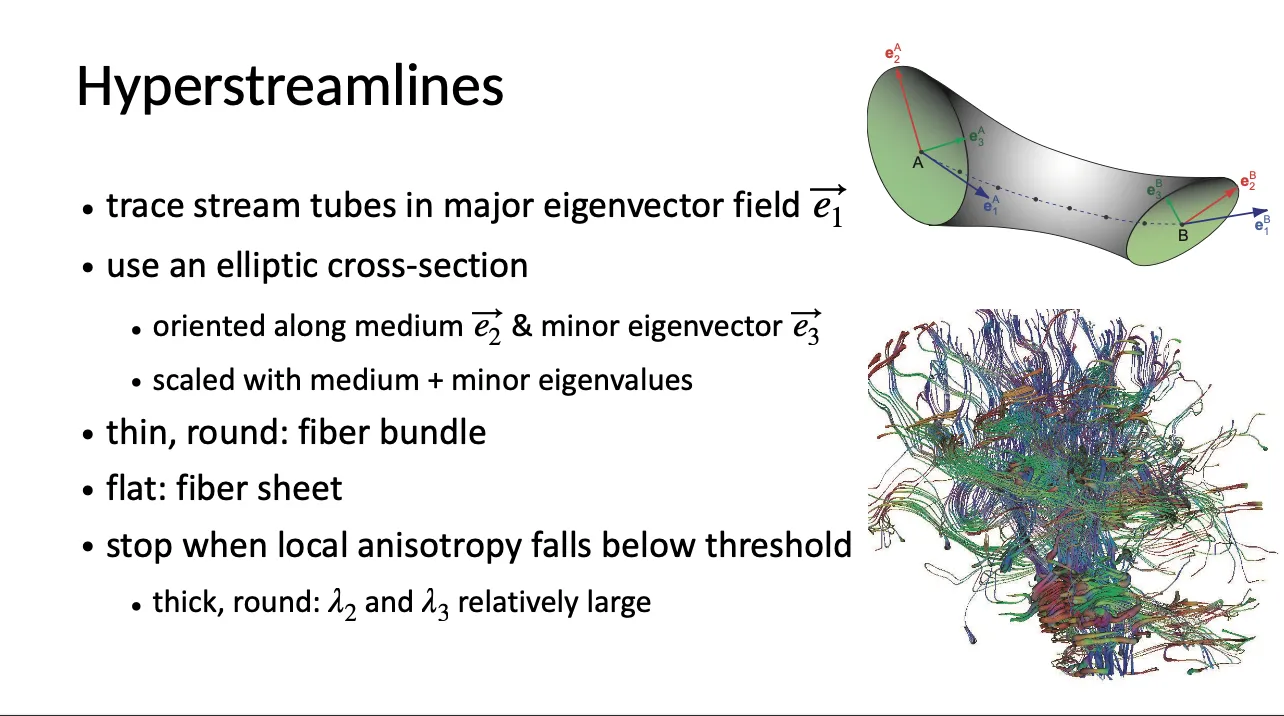 Hyperstreamlines
• trace stream tubes in major eigenvector field $\overrightarrow{e_1}$
• use an elliptic cross-section
• oriented along medium $\overrightarrow{e_2}$ & minor eigenvector $\overrightarrow{e_3}$
• scaled with medium + minor eigenvalues
• thin, round: fiber bundle
• flat: fiber sheet
• stop when local anisotropy falls below threshold
• thick, round: $\lambda_2$ and $\lambda_3$ relatively large
$\mathbf{e}_2^A$
$\mathbf{e}_3^A$
A
$\mathbf{e}_1^A$
$\mathbf{e}_3^B$
$\mathbf{e}_2^B$
$\mathbf{e}_1^B$
B